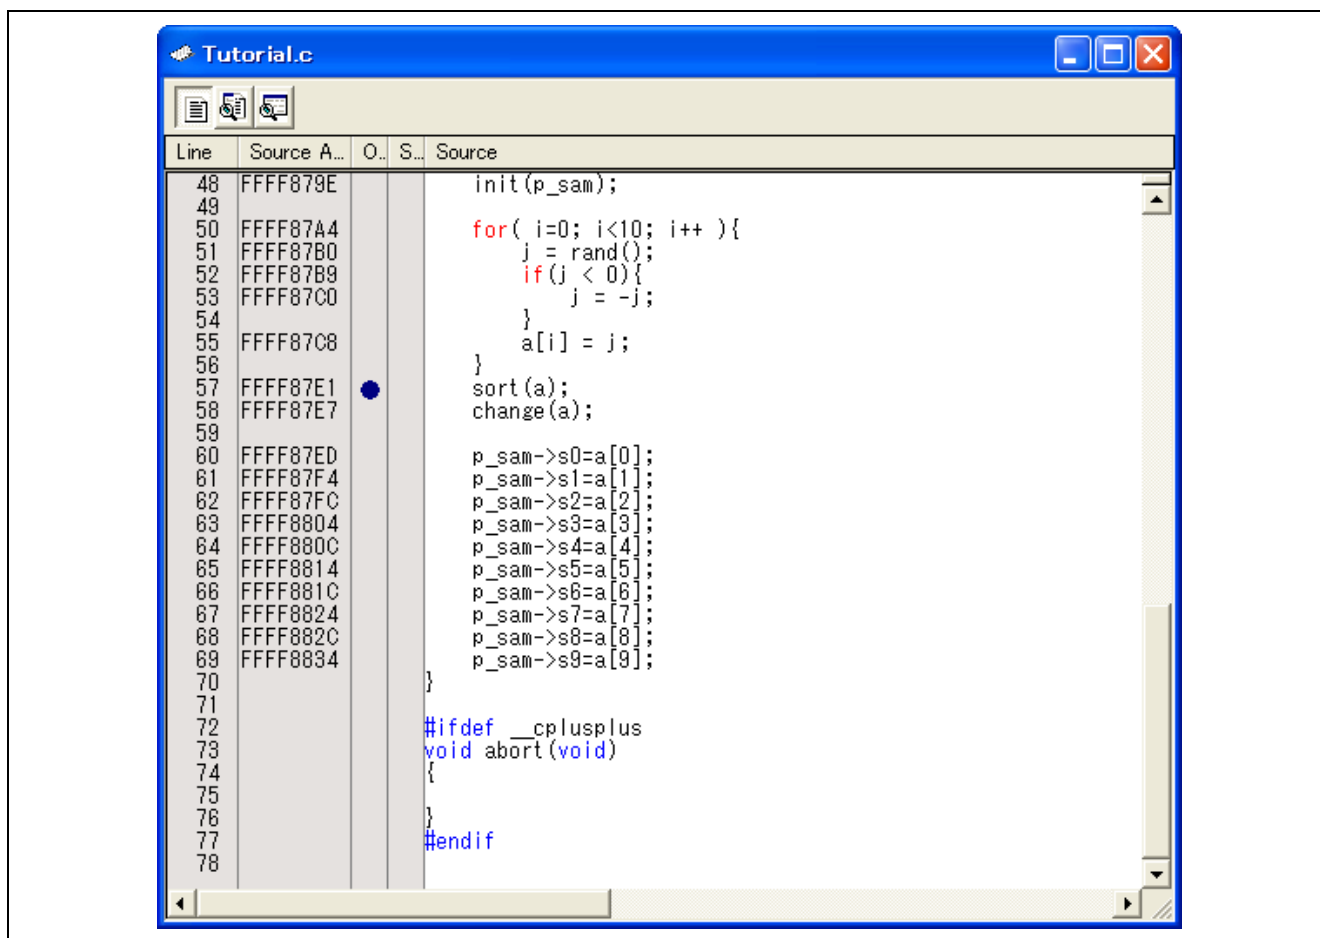 Tutorial.c
Line Source A... O.. S... Source
48 FFFF879E init(p_sam);
49
50 FFFF87A4 for( i=0; i<10; i++ ){
51 FFFF87B0 j = rand();
52 FFFF87B9 if(j < 0){
53 FFFF87C0 j = -j;
54 }
55 FFFF87C8 a[i] = j;
56 }
57 FFFF87E1 sort(a);
58 FFFF87E7 change(a);
59
60 FFFF87ED p_sam->s0=a[0];
61 FFFF87F4 p_sam->s1=a[1];
62 FFFF87FC p_sam->s2=a[2];
63 FFFF8804 p_sam->s3=a[3];
64 FFFF880C p_sam->s4=a[4];
65 FFFF8814 p_sam->s5=a[5];
66 FFFF881C p_sam->s6=a[6];
67 FFFF8824 p_sam->s7=a[7];
68 FFFF882C p_sam->s8=a[8];
69 FFFF8834 p_sam->s9=a[9];
70 }
71
72 #ifdef __cplusplus
73 void abort(void)
74 {
75
76 }
77 #endif
78